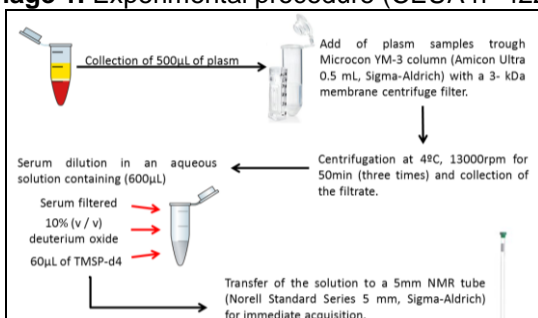 Experimental procedure
Collection of 500µL of plasm
Add of plasm samples trough
Microcon YM-3 column (Amicon Ultra
0.5 mL, Sigma-Aldrich) with a 3- kDa
membrane centrifuge filter.
Serum dilution in an aqueous
solution containing (600µL)
Centrifugation at 4ºC, 13000rpm for
50min (three times) and collection of
the filtrate.
Serum filtered
10% (v / v)
deuterium oxide
60µL of TMSP-d4
Transfer of the solution to a 5mm NMR tube
(Norell Standard Series 5 mm, Sigma-Aldrich)
for immediate acquisition.